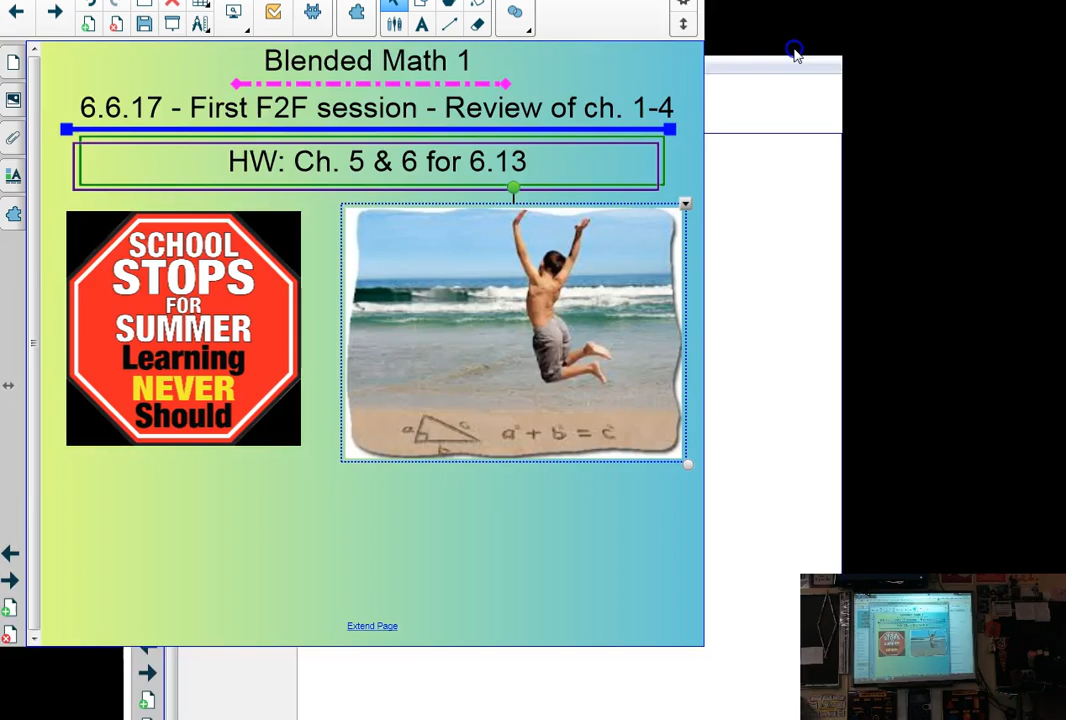 Blended Math 1
6.6.17 - First F2F session - Review of ch. 1-4
HW: Ch. 5 & 6 for 6.13
SCHOOL
STOPS
FOR
SUMMER
Learning
NEVER
Should
a c b
a² + b² = c²
Extend Page